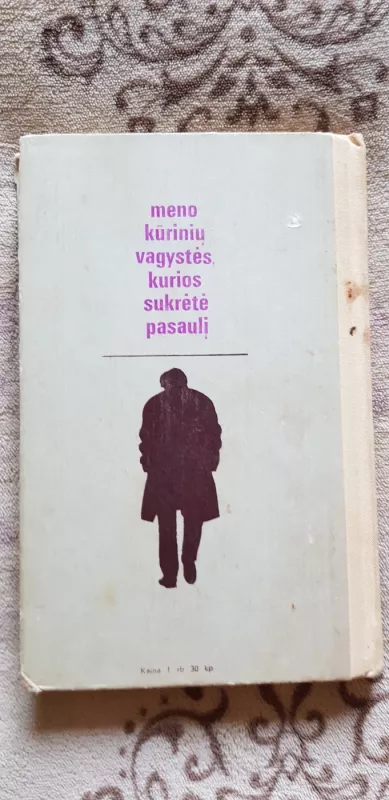 meno
kūrinių
vagystės,
kurios
sukrėtė
pasaulį
Kaina 1 rb 30 kp